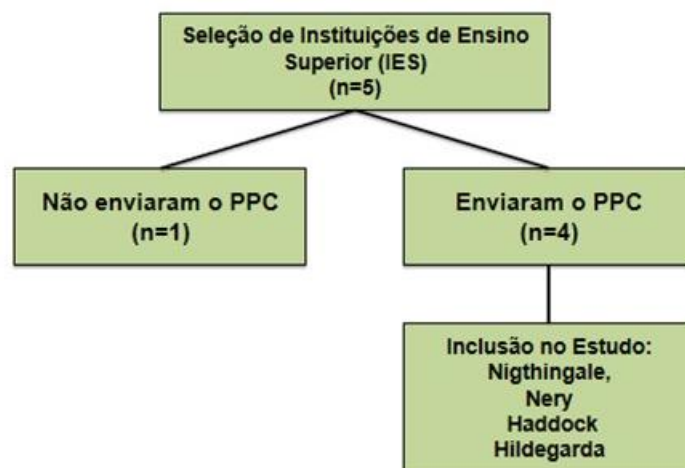 Seleção de Instituições de Ensino
Superior (IES)
(n=5)
Não enviaram o PPC
(n=1)
Enviaram o PPC
(n=4)
Inclusão no Estudo:
Nigthingale,
Nery
Haddock
Hildegarda